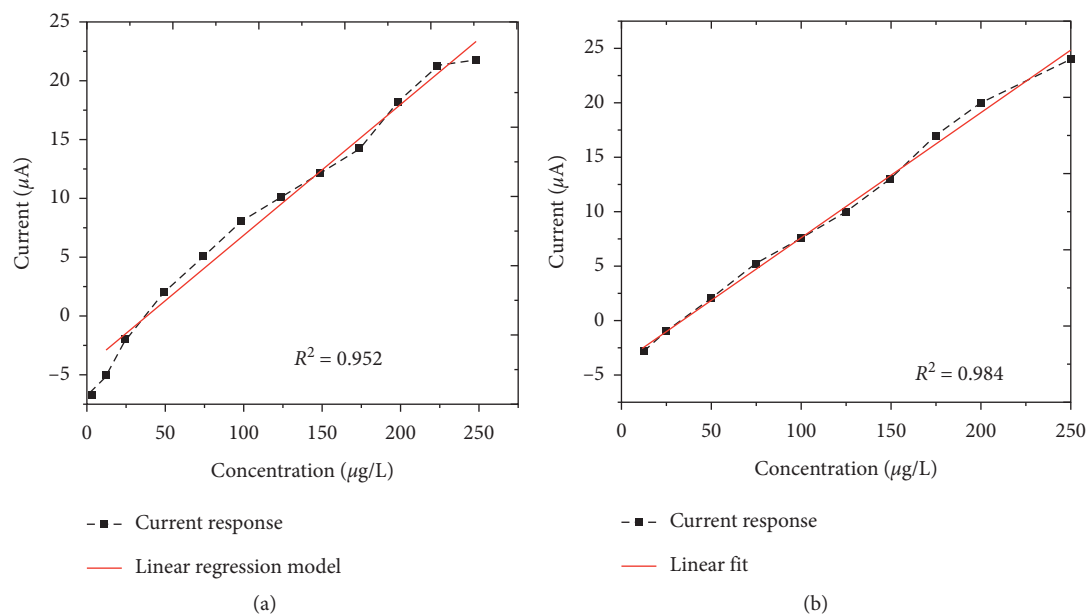 25
20
15
10
5
0
−5
Current (μA)
R² = 0.952
0 50 100 150 200 250
Concentration (μg/L)
Current response
Linear regression model
(a)
25
20
15
10
5
0
−5
Current (μA)
R² = 0.984
0 50 100 150 200 250
Concentration (μg/L)
Current response
Linear fit
(b)